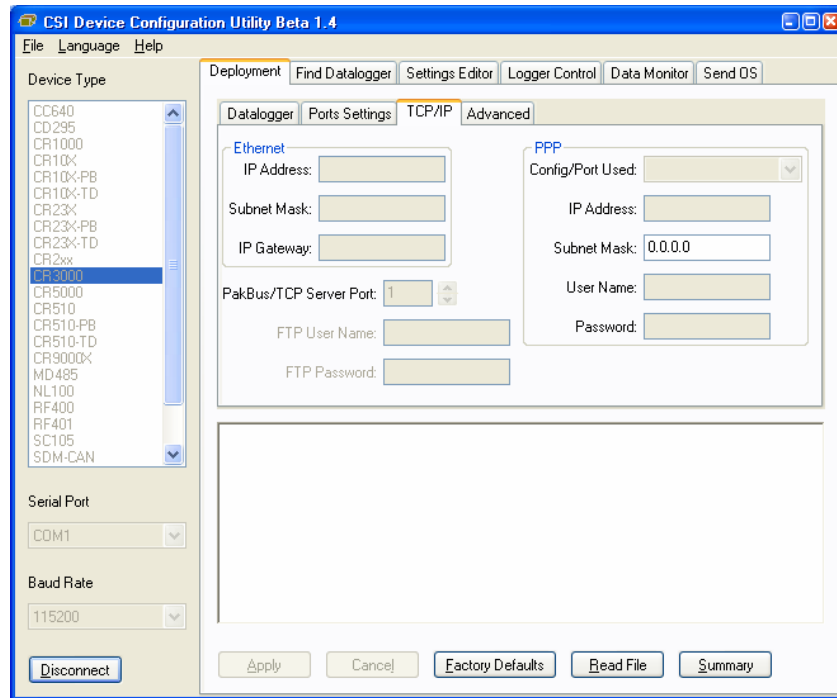 CSI Device Configuration Utility Beta 1.4
File Language Help
Device Type
CC640
CD295
CR1000
CR10X
CR10X-PB
CR10X-TD
CR23X
CR23X-PB
CR23X-TD
CR2xx
CR3000
CR5000
CR510
CR510-PB
CR510-TD
CR9000X
MD485
NL100
RF400
RF401
SC105
SDM-CAN
Serial Port
COM1
Baud Rate
115200
Disconnect
Deployment Find Datalogger Settings Editor Logger Control Data Monitor Send OS
Datalogger Ports Settings TCP/IP Advanced
Ethernet
IP Address:
Subnet Mask:
IP Gateway:
PakBus/TCP Server Port: 1
FTP User Name:
FTP Password:
PPP
Config/Port Used:
IP Address:
Subnet Mask: 0.0.0.0
User Name:
Password:
Apply Cancel Factory Defaults Read File Summary